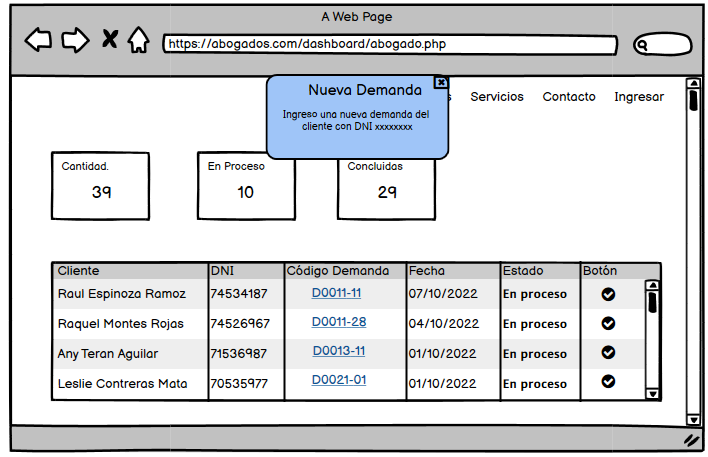 A Web Page
https://abogados.com/dashboard/abogado.php
Nueva Demanda
Ingreso una nueva demanda del
cliente con DNI xxxxxxxx
Servicios Contacto Ingresar
Cantidad. En Proceso Concluidas
39 10 29
Cliente DNI Código Demanda Fecha Estado Botón
Raul Espinoza Ramoz 74534187 D0011-11 07/10/2022 En proceso
Raquel Montes Rojas 74526967 D0011-28 04/10/2022 En proceso
Any Teran Aguilar 71536987 D0013-11 01/10/2022 En proceso
Leslie Contreras Mata 70535977 D0021-01 01/10/2022 En proceso